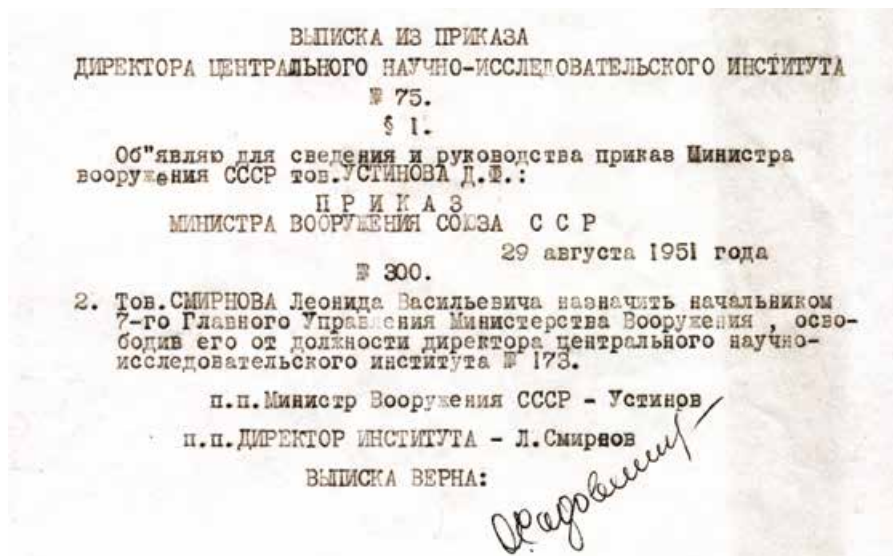 ВЫПИСКА ИЗ ПРИКАЗА
ДИРЕКТОРА ЦЕНТРАЛЬНОГО НАУЧНО-ИССЛЕДОВАТЕЛЬСКОГО ИНСТИТУТА
№ 75.
§ 1.
Об"являю для сведения и руководства приказ Министра
вооружения СССР тов.УСТИНОВА Д.Ф.:
П Р И К А З
МИНИСТРА ВООРУЖЕНИЯ СОЮЗА С С Р
29 августа 1951 года
№ 300.
2. Тов.СМИРНОВА Леонида Васильевича назначить начальником
7-го Главного Управления Министерства Вооружения , осво-
бодив его от должности директора центрального научно-
исследовательского института № 173.
п.п.Министр Вооружения СССР - Устинов
п.п.ДИРЕКТОР ИНСТИТУТА - Л.Смирнов
ВЫПИСКА ВЕРНА: